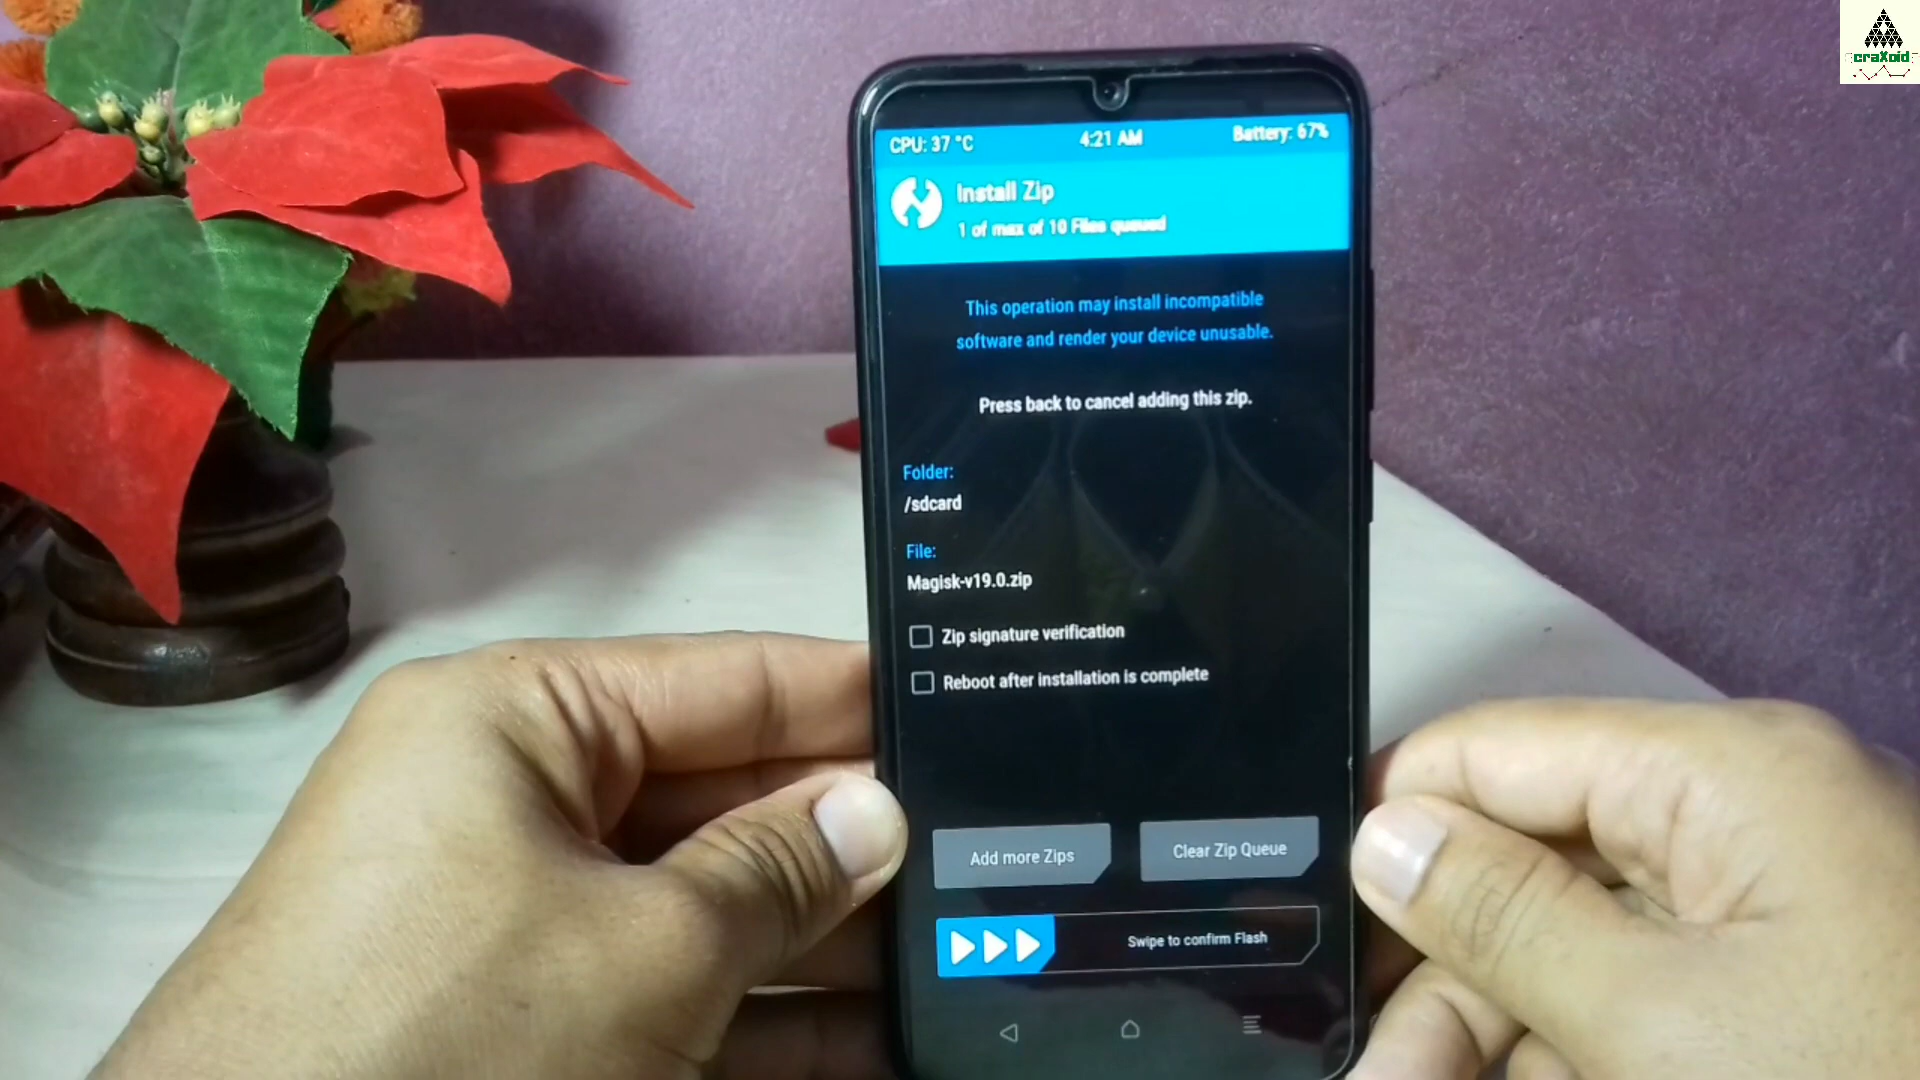 craXoid
CPU: 37 °C 4:21 AM Battery: 67%
Install Zip
1 of max of 10 Files queued
This operation may install incompatible
software and render your device unusable.
Press back to cancel adding this zip.
Folder:
/sdcard
File:
Magisk-v19.0.zip
Zip signature verification
Reboot after installation is complete
Add more Zips
Clear Zip Queue
Swipe to confirm Flash